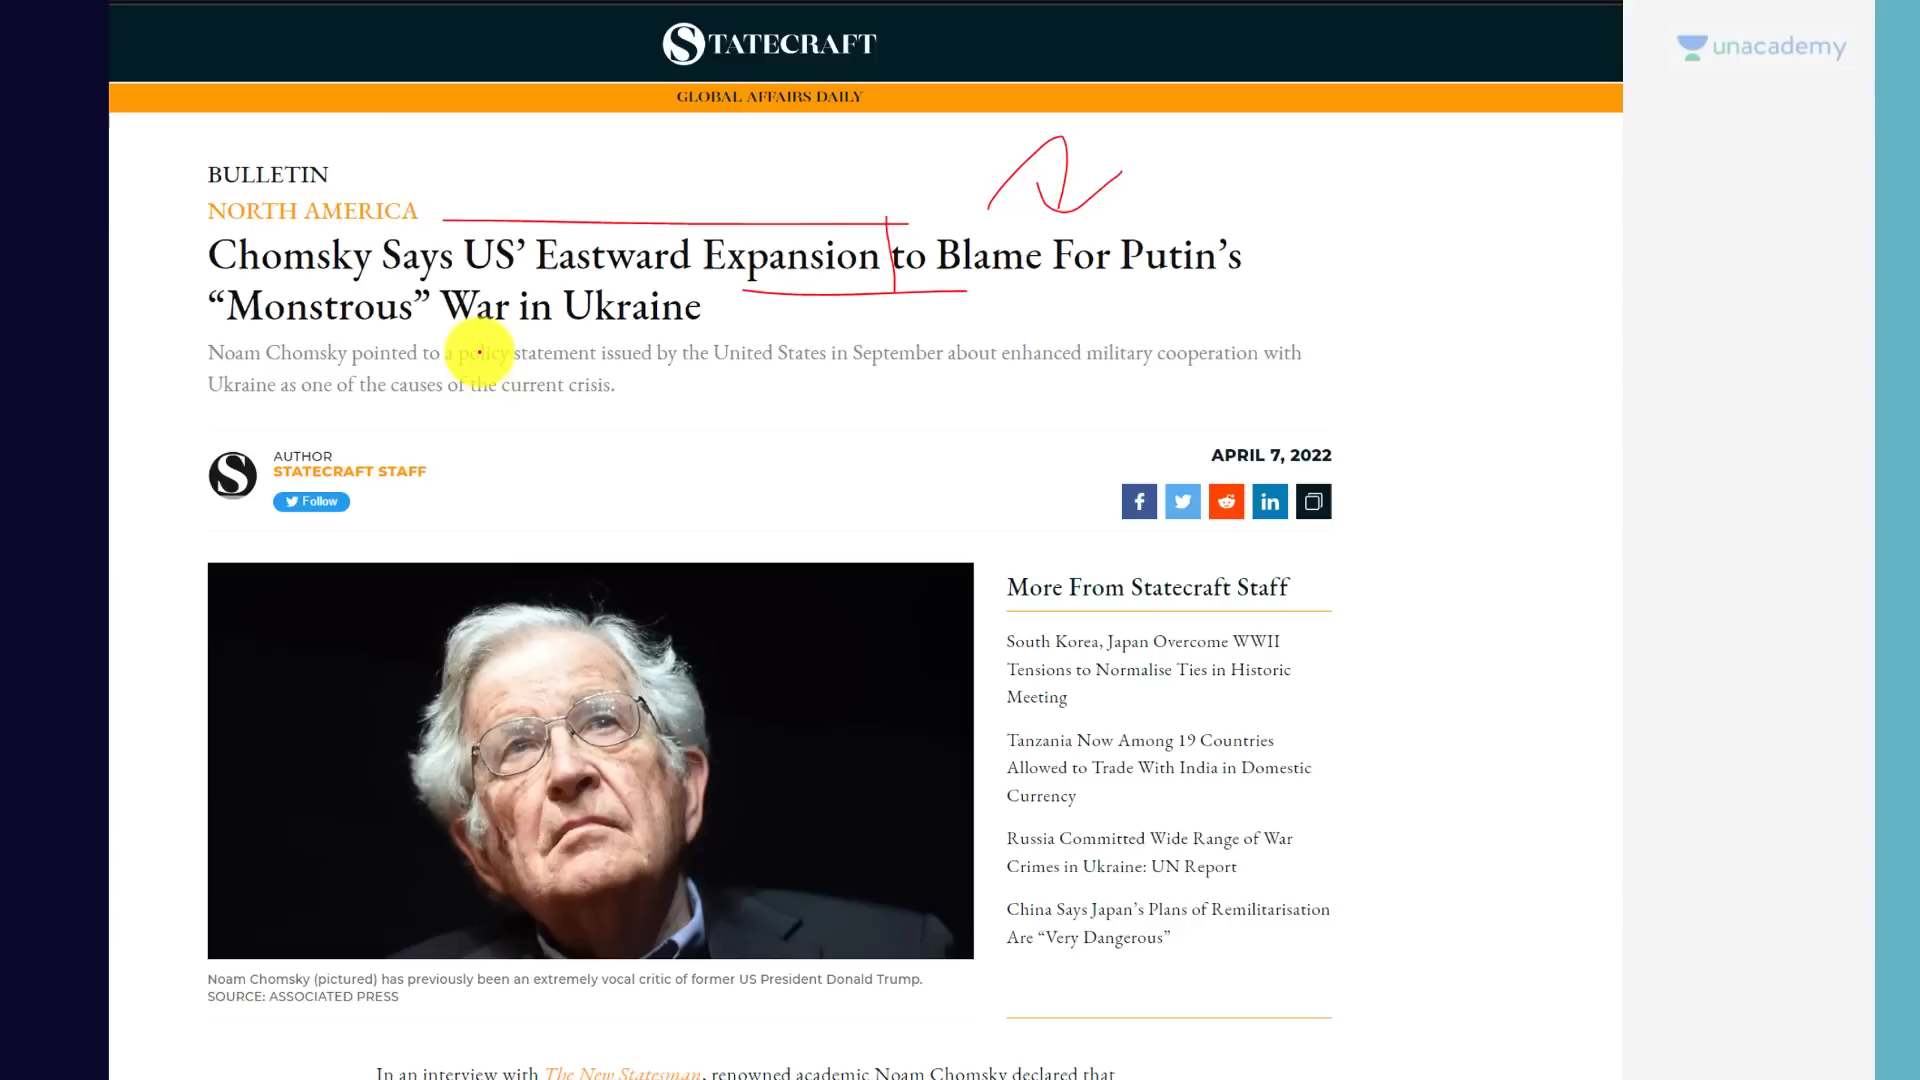 STATECRAFT
unacademy
GLOBAL AFFAIRS DAILY
BULLETIN
NORTH AMERICA
Chomsky Says US’ Eastward Expansion to Blame For Putin’s
“Monstrous” War in Ukraine
Noam Chomsky pointed to a policy statement issued by the United States in September about enhanced military cooperation with
Ukraine as one of the causes of the current crisis.
AUTHOR
STATECRAFT STAFF
Follow
APRIL 7, 2022
More From Statecraft Staff
South Korea, Japan Overcome WWII
Tensions to Normalise Ties in Historic
Meeting
Tanzania Now Among 19 Countries
Allowed to Trade With India in Domestic
Currency
Russia Committed Wide Range of War
Crimes in Ukraine: UN Report
China Says Japan’s Plans of Remilitarisation
Are “Very Dangerous”
Noam Chomsky (pictured) has previously been an extremely vocal critic of former US President Donald Trump.
SOURCE: ASSOCIATED PRESS
In an interview with The New Statesman, renowned academic Noam Chomsky declared that